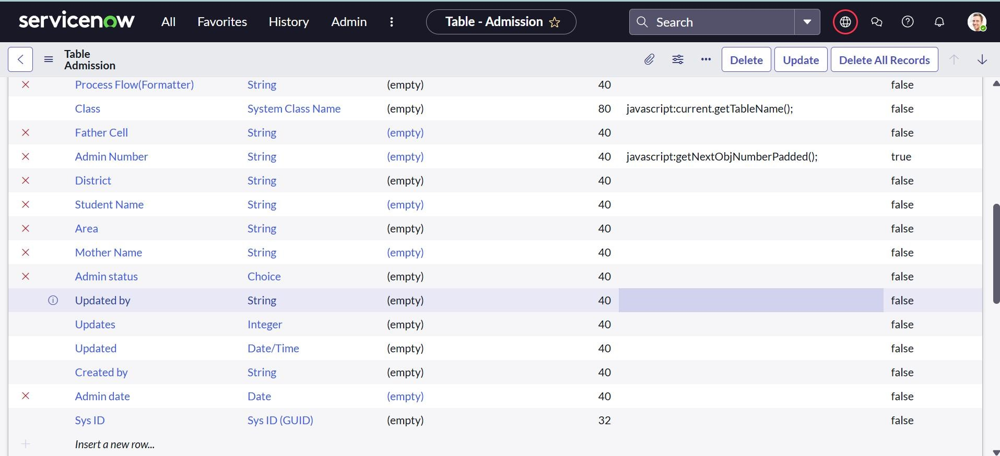 servicenow All Favorites History Admin Table - Admission Search
Table
Admission
Delete Update Delete All Records
Process Flow(Formatter) String (empty) 40 false
Class System Class Name (empty) 80 javascript:current.getTableName(); false
Father Cell String (empty) 40 false
Admin Number String (empty) 40 javascript:getNextObjNumberPadded(); true
District String (empty) 40 false
Student Name String (empty) 40 false
Area String (empty) 40 false
Mother Name String (empty) 40 false
Admin status Choice (empty) 40 false
Updated by String (empty) 40 false
Updates Integer (empty) 40 false
Updated Date/Time (empty) 40 false
Created by String (empty) 40 false
Admin date Date (empty) 40 false
Sys ID Sys ID (GUID) (empty) 32 false
Insert a new row...